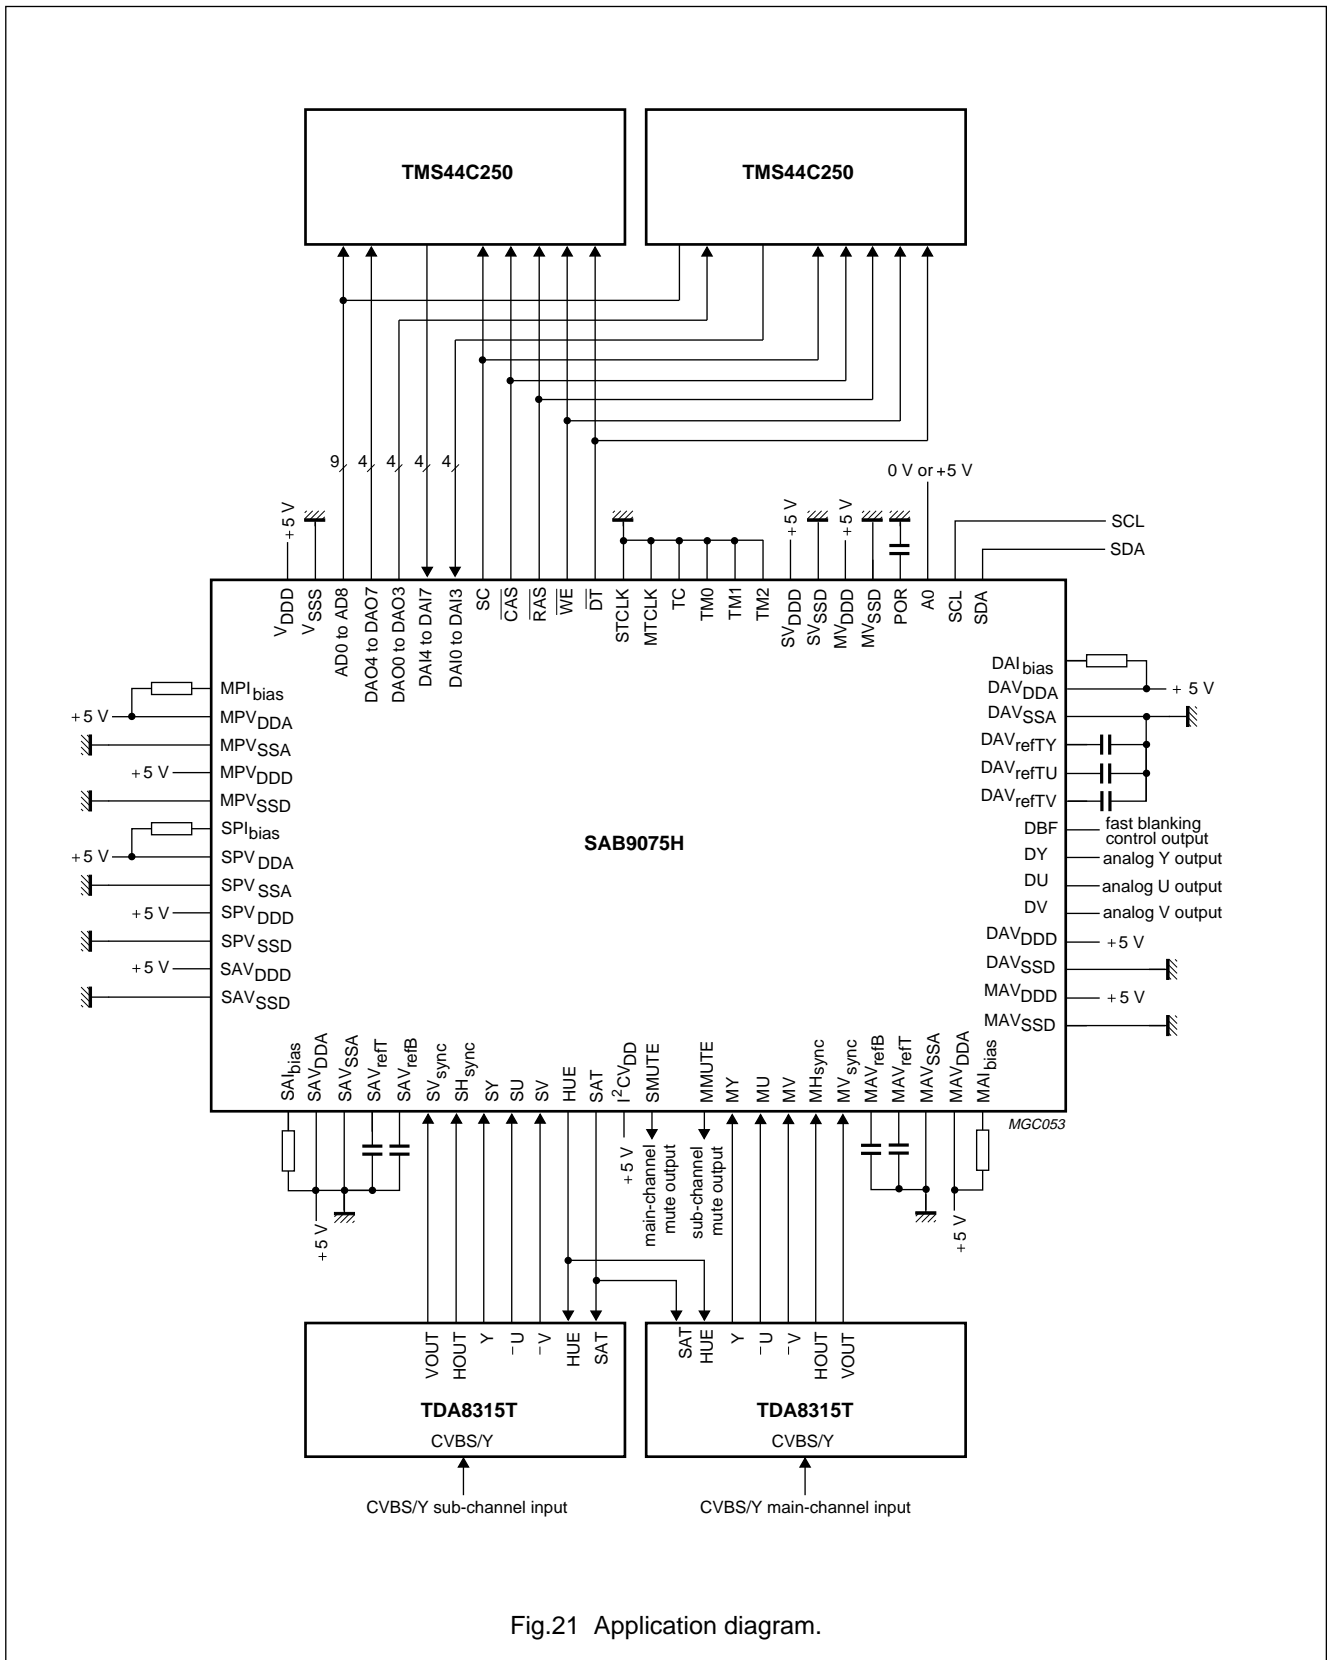 TMS44C250
TMS44C250
9
4
4
4
4
0 V or +5 V
+5 V
+5 V
+5 V
SCL
SDA
VDDD
VSSS
AD0 to AD8
DAO4 to DAO7
DAO0 to DAO3
DAI4 to DAI7
DAI0 to DAI3
SC
CAS
RAS
WE
DT
STCLK
MTCLK
TC
TM0
TM1
TM2
SVDDD
SVSSD
MVDDD
MVSSD
POR
A0
SCL
SDA
MPIbias
+5 V
MPVDDA
MPVSSA
+5 V
MPVDDD
MPVSSD
SPIbias
+5 V
SPVDDA
SPVSSA
+5 V
SPVDDD
SPVSSD
+5 V
SAVDDD
SAVSSD
SAB9075H
DAIbias
DAVDDA
+ 5 V
DAVSSA
DAVrefTY
DAVrefTU
DAVrefTV
DBF
fast blanking
control output
DY
analog Y output
DU
analog U output
DV
analog V output
DAVDDD
+5 V
DAVSSD
MAVDDD
+5 V
MAVSSD
SAIbias
SAVDDA
SAVSSA
SAVrefT
SAVrefB
SVsync
SHsync
SY
SU
SV
HUE
SAT
I2CVDD
SMUTE
MMUTE
MY
MU
MV
MHsync
MVsync
MAVrefB
MAVrefT
MAVSSA
MAVDDA
MAIbias
MGC053
+5 V
+5 V
main-channel
mute output
sub-channel
mute output
+5 V
VOUT
HOUT
Y
–U
–V
HUE
SAT
SAT
HUE
Y
–U
–V
HOUT
VOUT
TDA8315T
TDA8315T
CVBS/Y
CVBS/Y
CVBS/Y sub-channel input
CVBS/Y main-channel input
Fig.21 Application diagram.